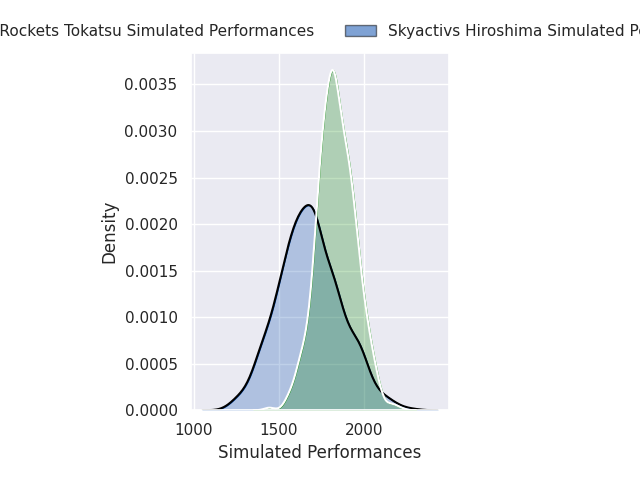 Rockets Tokatsu Simulated Performances
Skyactivs Hiroshima Simulated
0.0035
0.0030
0.0025
0.0020
0.0015
0.0010
0.0005
0.0000
Density
1000 1500 2000
Simulated Performances